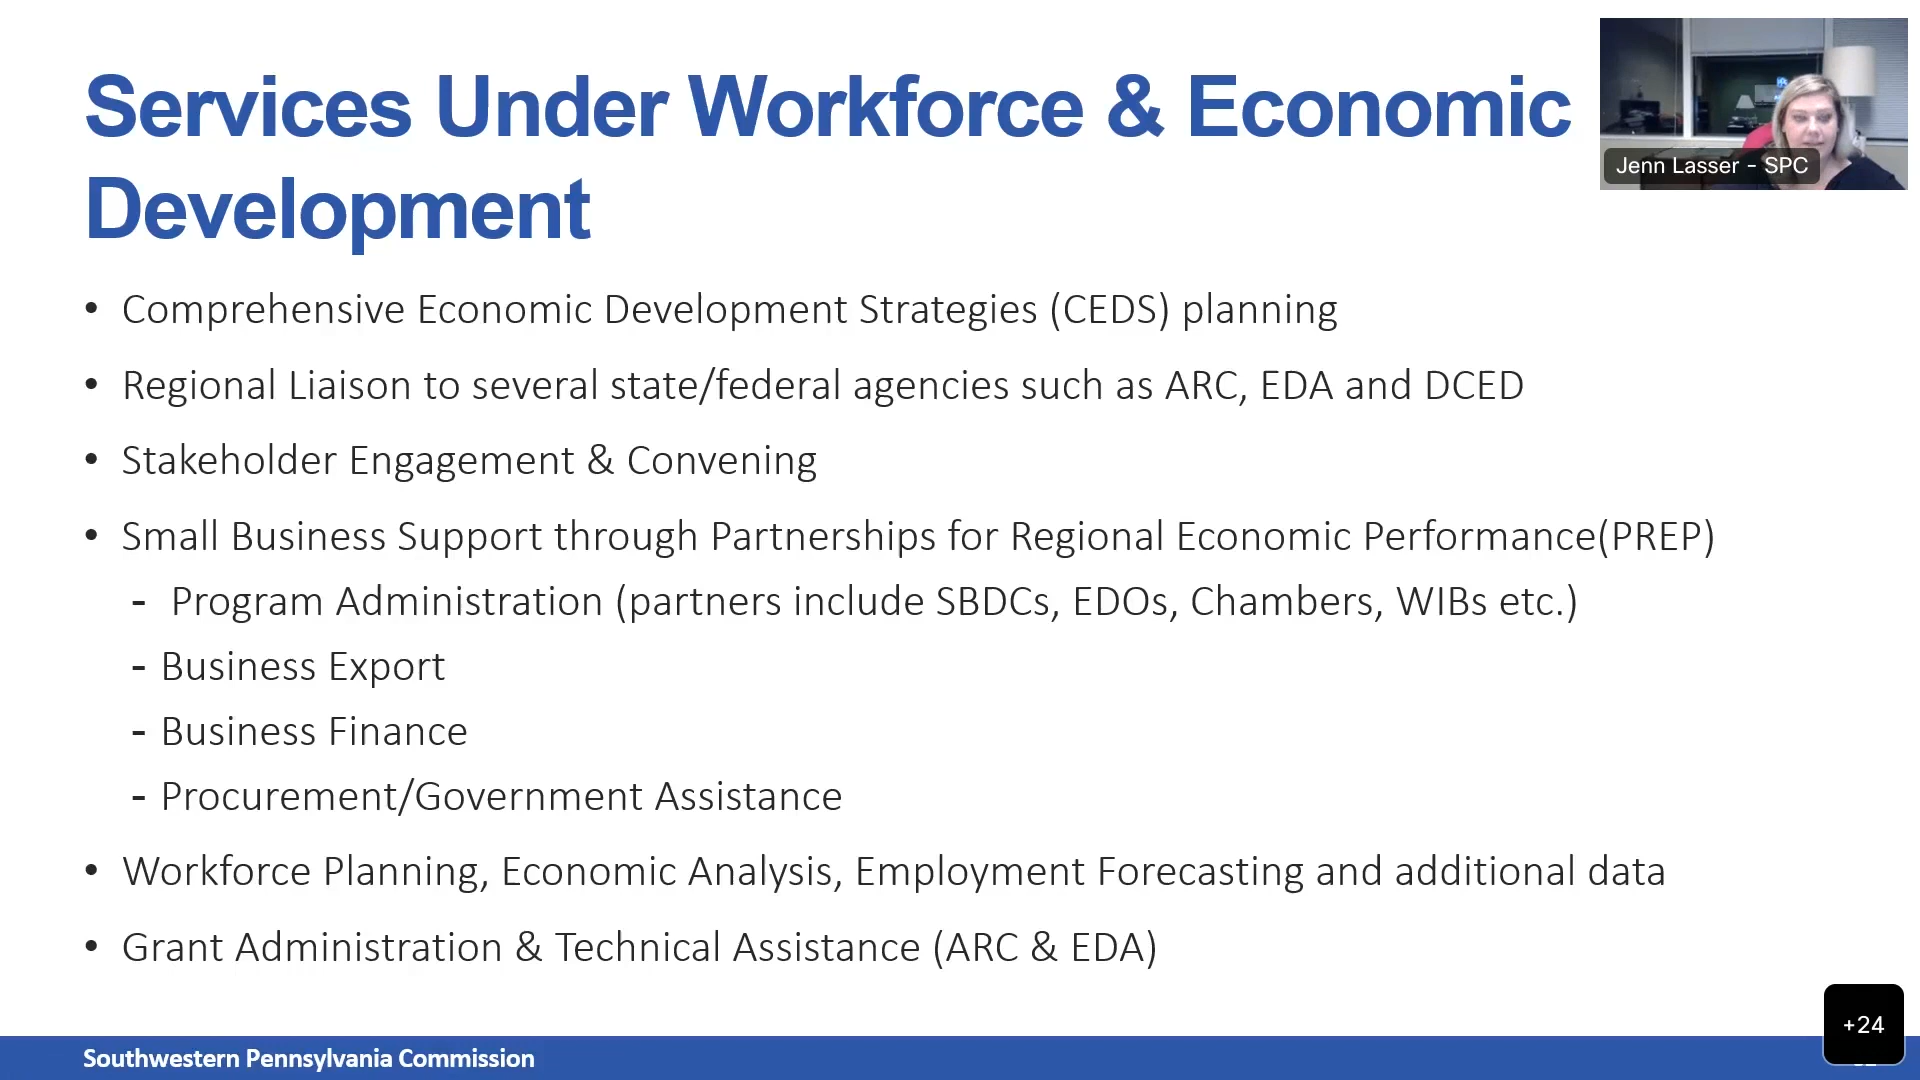 Services Under Workforce & Economic
Development
Jenn Lasser - SPC
• Comprehensive Economic Development Strategies (CEDS) planning
• Regional Liaison to several state/federal agencies such as ARC, EDA and DCED
• Stakeholder Engagement & Convening
• Small Business Support through Partnerships for Regional Economic Performance(PREP)
- Program Administration (partners include SBDCs, EDOs, Chambers, WIBs etc.)
- Business Export
- Business Finance
- Procurement/Government Assistance
• Workforce Planning, Economic Analysis, Employment Forecasting and additional data
• Grant Administration & Technical Assistance (ARC & EDA)
+24
Southwestern Pennsylvania Commission